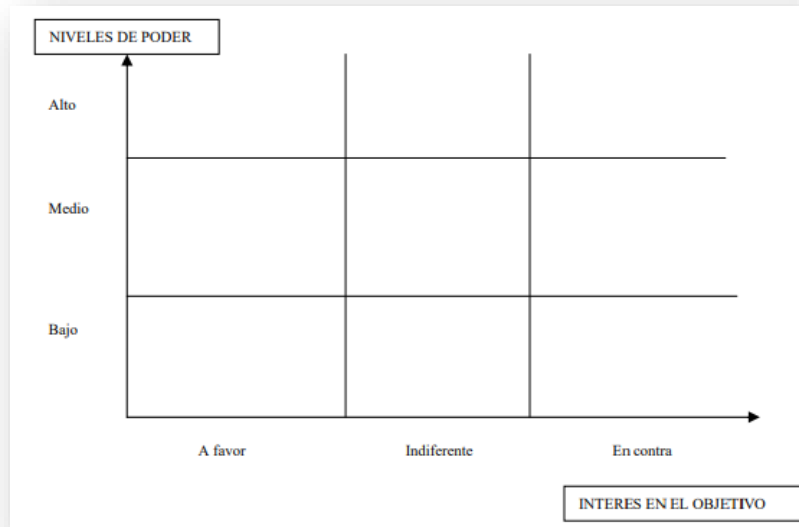 NIVELES DE PODER
Alto
Medio
Bajo
A favor Indiferente En contra
INTERES EN EL OBJETIVO